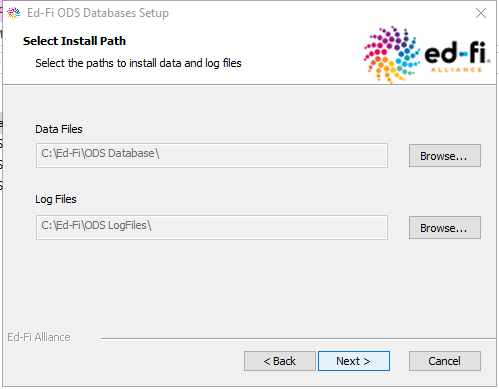 Ed-Fi ODS Databases Setup
Select Install Path
Select the paths to install data and log files
ed-fi
ALLIANCE
Data Files
C:\Ed-Fi\ODS Database\
Browse...
Log Files
C:\Ed-Fi\ODS LogFiles\
Browse...
Ed-Fi Alliance
< Back
Next >
Cancel